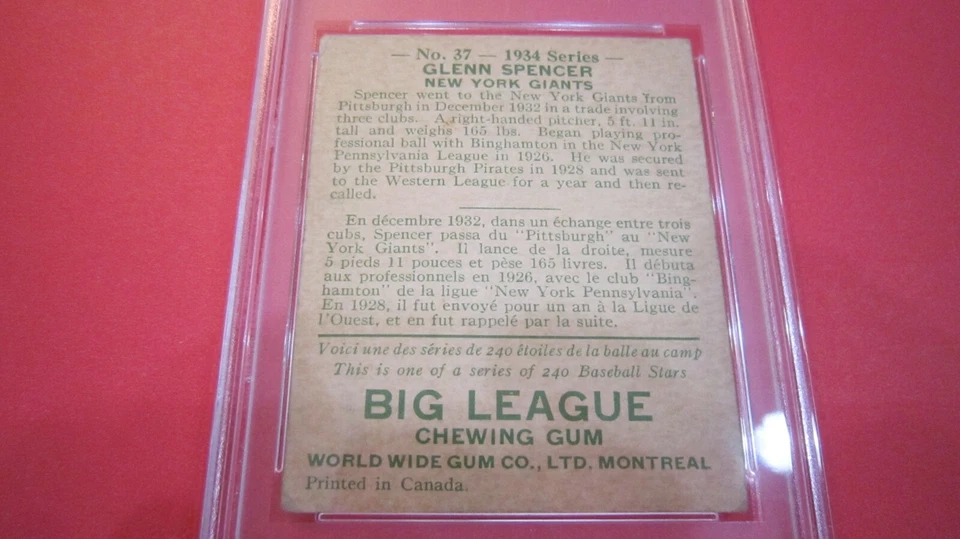 — No. 37 — 1934 Series —
GLENN SPENCER
NEW YORK GIANTS
Spencer went to the New York Giants from
Pittsburgh in December 1932 in a trade involving
three clubs. A right-handed pitcher, 5 ft. 11 in.
tall and weighs 165 lbs. Began playing pro-
fessional ball with Binghamton in the New York
Pennsylvania League in 1926. He was secured
by the Pittsburgh Pirates in 1928 and was sent
to the Western League for a year and then re-
called.
En décembre 1932, dans un échange entre trois
cubs, Spencer passa du "Pittsburgh" au "New
York Giants". Il lance de la droite, mesure
5 pieds 11 pouces et pèse 165 livres. Il débuta
aux professionnels en 1926, avec le club "Bing-
hamton" de la ligue "New York Pennsylvania".
En 1928, il fut envoyé pour un an à la Ligue de
l'Ouest, et en fut rappelé par la suite.
Voici une des séries de 240 étoiles de la balle au camp
This is one of a series of 240 Baseball Stars
BIG LEAGUE
CHEWING GUM
WORLD WIDE GUM CO., LTD. MONTREAL
Printed in Canada.